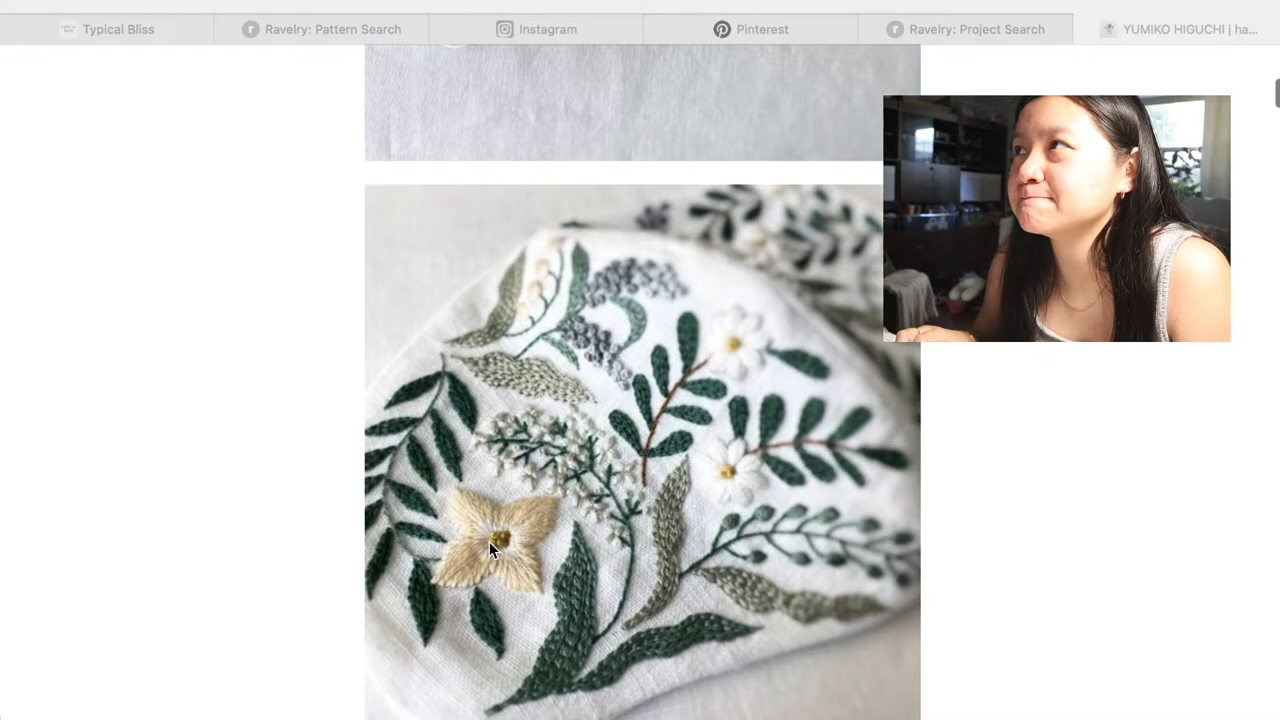 Typical Bliss
Ravelry: Pattern Search
Instagram
Pinterest
Ravelry: Project Search
YUMIKO HIGUCHI | ha...